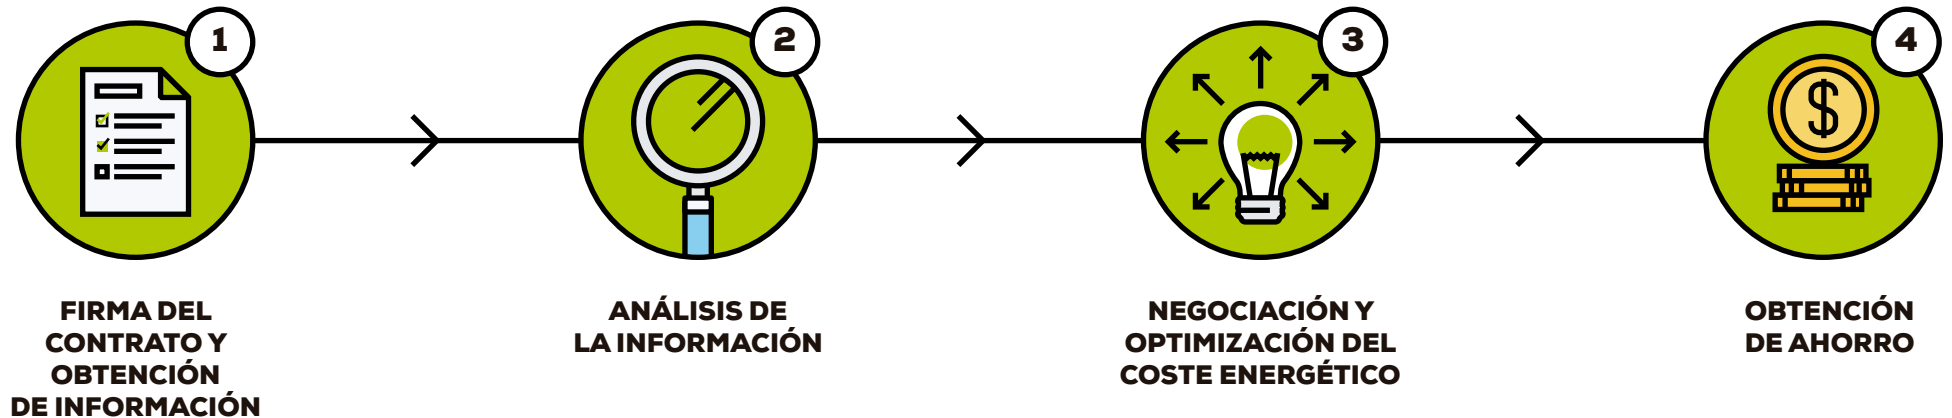 1
FIRMA DEL
CONTRATO Y
OBTENCIÓN
DE INFORMACIÓN
2
ANÁLISIS DE
LA INFORMACIÓN
3
NEGOCIACIÓN Y
OPTIMIZACIÓN DEL
COSTE ENERGÉTICO
4
$
OBTENCIÓN
DE AHORRO